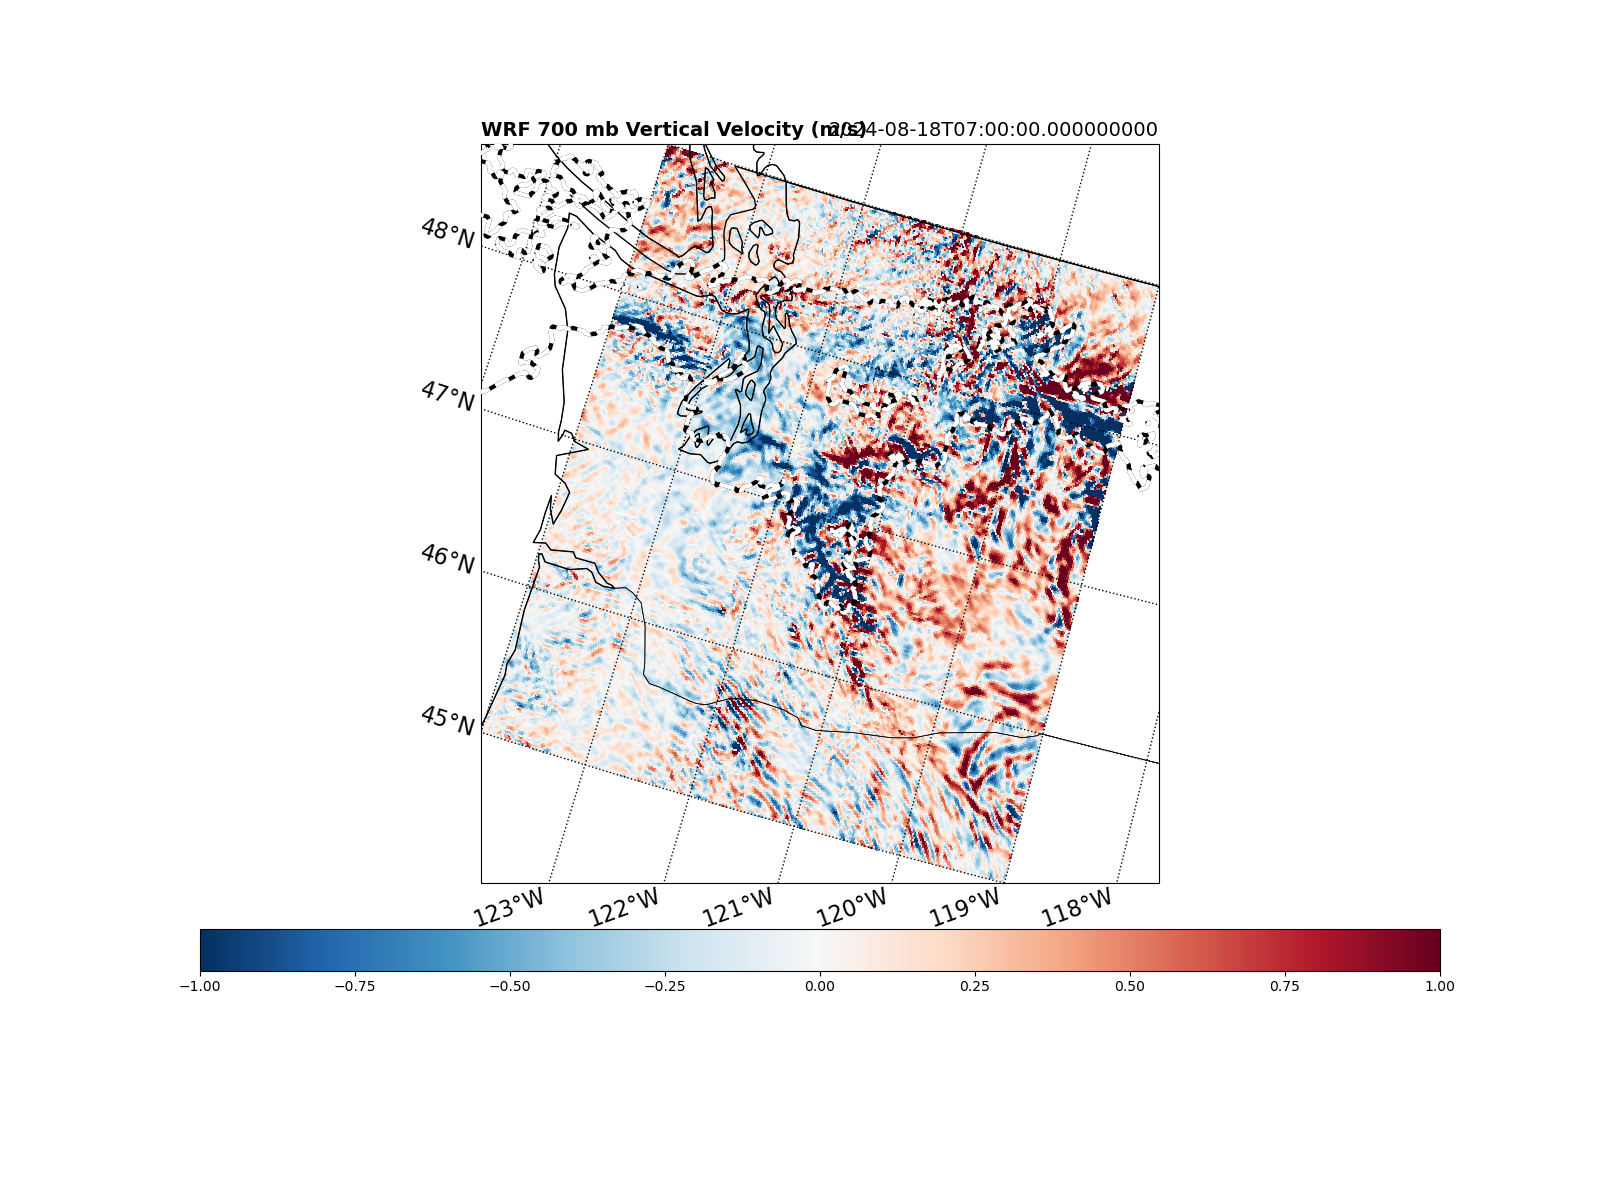 WRF 700 mb Vertical Velocity (m/s) 2024-08-18T07:00:00.000000000
48°N
47°N
46°N
45°N
123°W 122°W 121°W 120°W 119°W 118°W
−1.00 −0.75 −0.50 −0.25 0.00 0.25 0.50 0.75 1.00